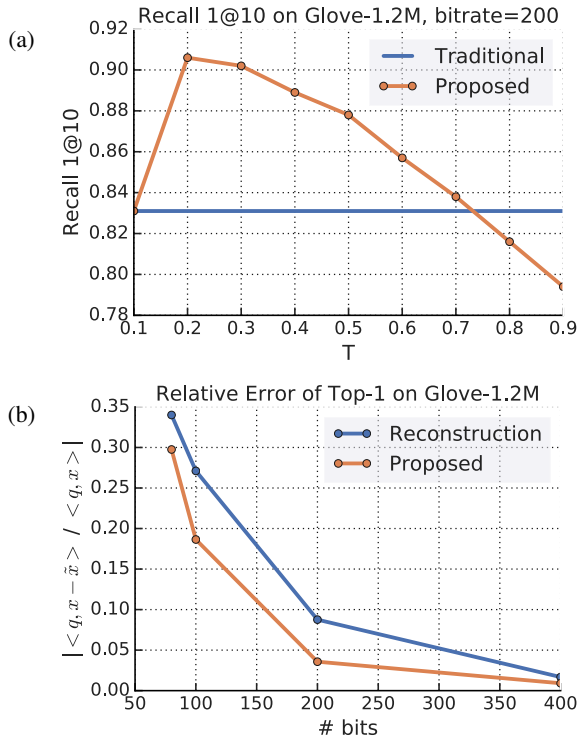 (a)
Recall 1@10 on Glove-1.2M, bitrate=200
0.92
0.90
0.88
0.86
0.84
0.82
0.80
0.78
Recall 1@10
Traditional
Proposed
0.1 0.2 0.3 0.4 0.5 0.6 0.7 0.8 0.9
T
(b)
Relative Error of Top-1 on Glove-1.2M
0.35
0.30
0.25
0.20
0.15
0.10
0.05
0.00
|<q, x − x̃> / <q, x>|
Reconstruction
Proposed
50 100 150 200 250 300 350 400
# bits